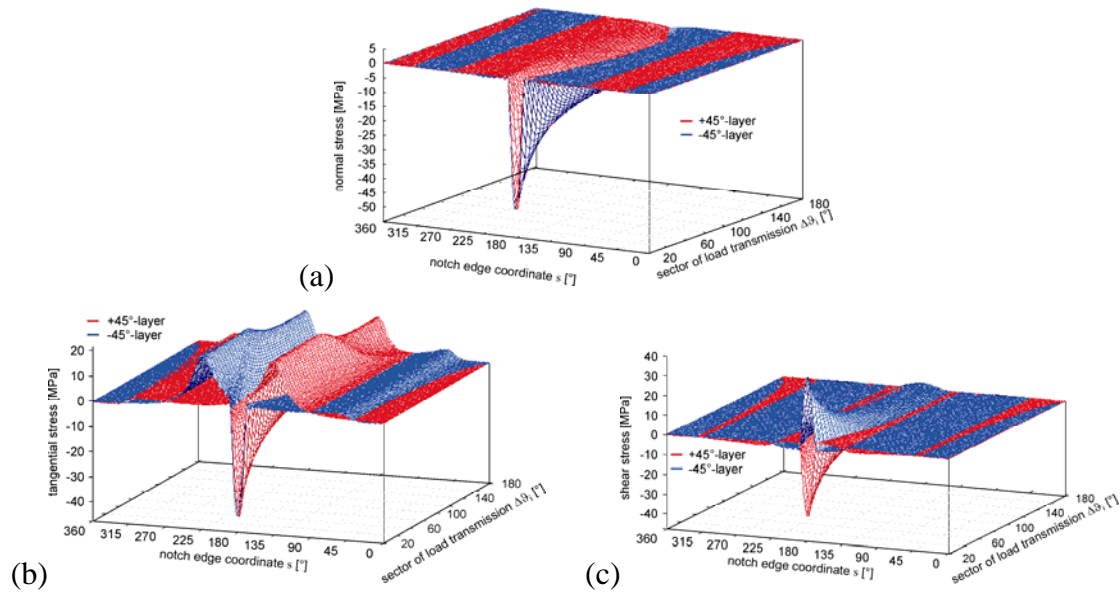 5
0
-5
-10
-15
-20
-25
-30
-35
-40
-45
-50
normal stress [MPa]
+45°-layer
-45°-layer
360 315 270 225 180 135 90 45 0
notch edge coordinate s [°]
20 60 100 140 180
sector of load transmission Δϑᵢ [°]
(a)
+45°-layer
-45°-layer
20
10
0
-10
-20
-30
-40
tangential stress [MPa]
360 315 270 225 180 135 90 45 0
notch edge coordinate s [°]
20 60 100 140 180
sector of load transmission Δϑᵢ [°]
(b)
40
30
20
10
0
-10
-20
-30
-40
shear stress [MPa]
+45°-layer
-45°-layer
360 315 270 225 180 135 90 45 0
notch edge coordinate s [°]
20 60 100 140 180
sector of load transmission Δϑᵢ [°]
(c)